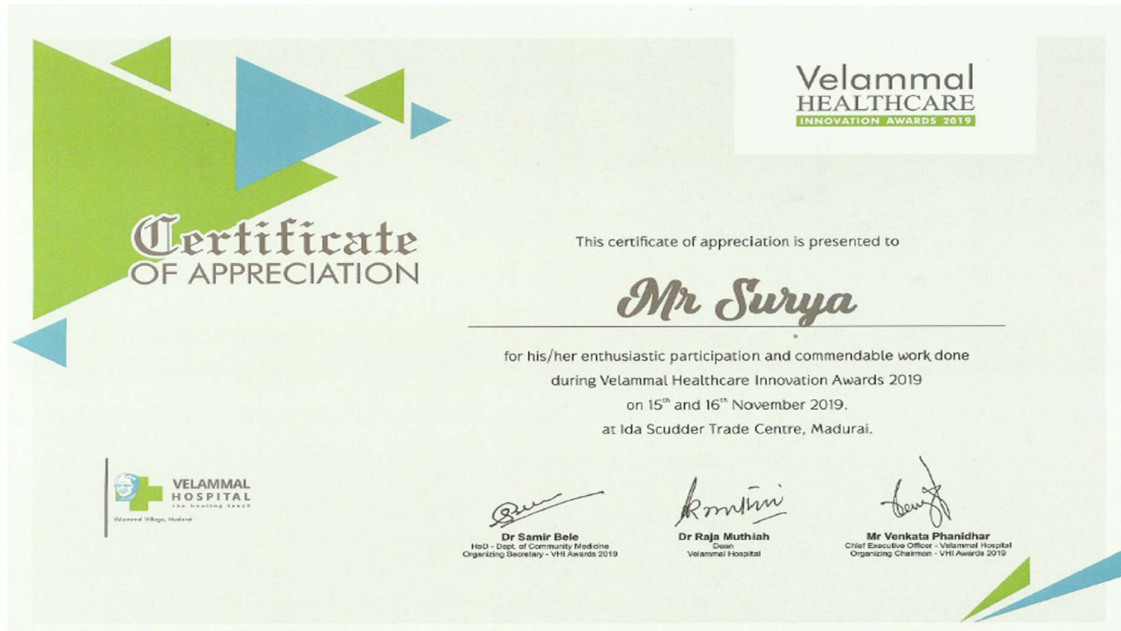 Velammal
HEALTHCARE
INNOVATION AWARDS 2019
Certificate
OF APPRECIATION
This certificate of appreciation is presented to
Mr Surya
for his/her enthusiastic participation and commendable work done
during Velammal Healthcare Innovation Awards 2019
on 15th and 16th November 2019.
at Ida Scudder Trade Centre, Madurai.
VELAMMAL
HOSPITAL
the healing touch
Velammal Village, Madurai
Dr Samir Bele
HoD - Dept. of Community Medicine
Organizing Secretary - VHI Awards 2019
Dr Raja Muthiah
Dean
Velammal Hospital
Mr Venkata Phanidhar
Chief Executive Officer - Velammal Hospital
Organizing Chairman - VHI Awards 2019